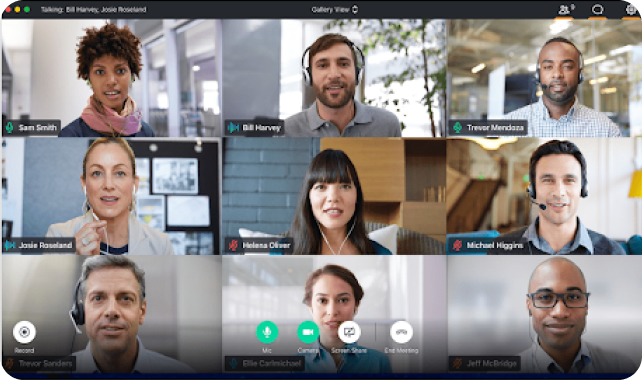 Talking: Bill Harvey, Josie Roseland
Gallery View
9
Sam Smith
Bill Harvey
Trevor Mendoza
Josie Roseland
Helena Oliver
Michael Higgins
Record
Mic
Camera
Screen Share
End Meeting
Trevor Sanders
Ellie Carlmichael
Jeff McBridge